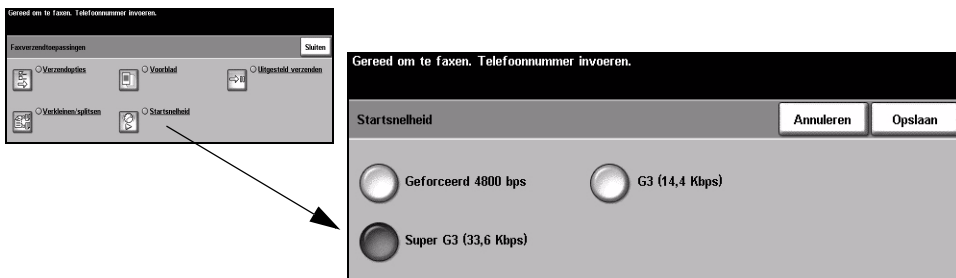 Gereed om te faxen. Telefoonnummer invoeren.
Faxverzendtoepassingen
Sluiten
Verzendopties
Voorblad
Uitgesteld verzenden
Verkleinen/splitsen
Startsnelheid
Gereed om te faxen. Telefoonnummer invoeren.
Startsnelheid
Annuleren
Opslaan
Geforceerd 4800 bps
G3 (14,4 Kbps)
Super G3 (33,6 Kbps)